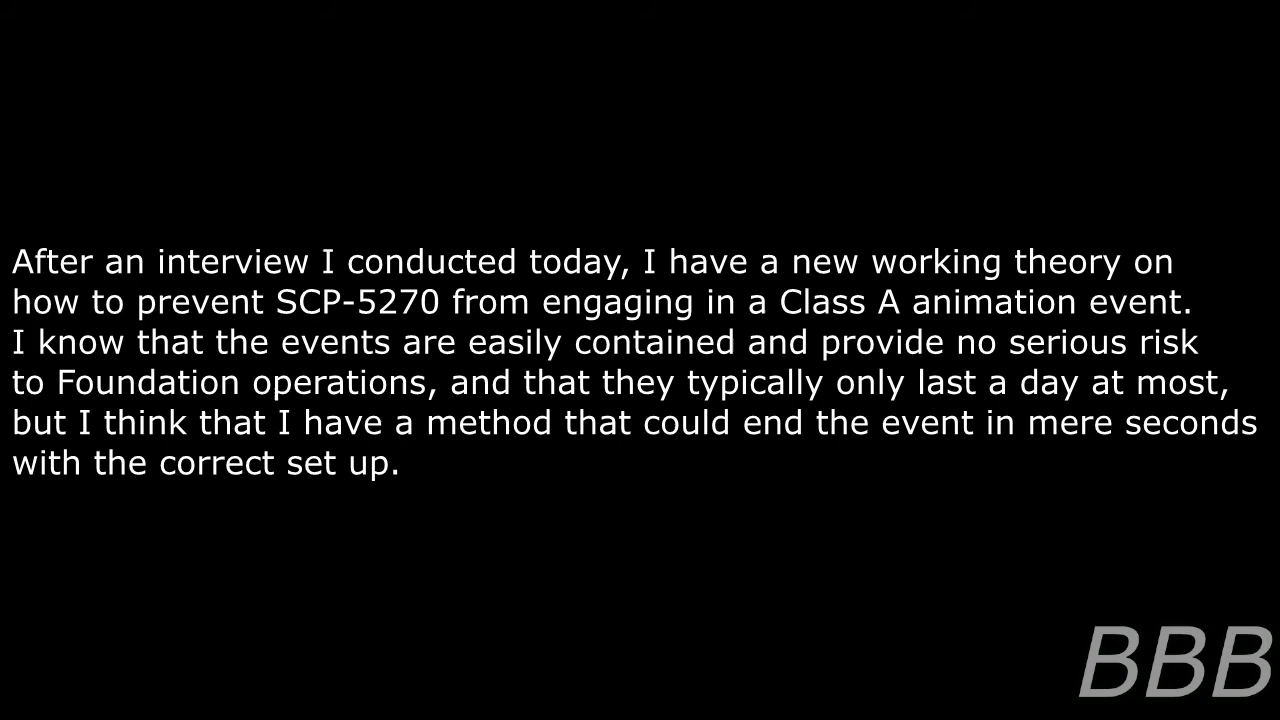 After an interview I conducted today, I have a new working theory on
how to prevent SCP-5270 from engaging in a Class A animation event.
I know that the events are easily contained and provide no serious risk
to Foundation operations, and that they typically only last a day at most,
but I think that I have a method that could end the event in mere seconds
with the correct set up.
BBB